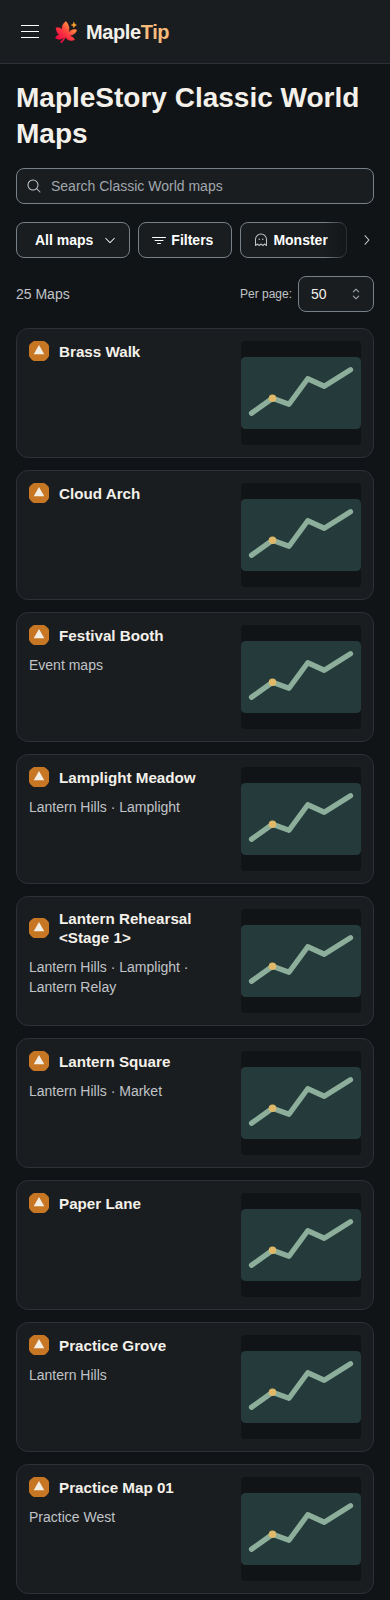 MapleTip
MapleStory Classic World
Maps
Search Classic World maps
All maps
Filters
Monster
25 Maps
Per page: 50
Brass Walk
Cloud Arch
Festival Booth
Event maps
Lamplight Meadow
Lantern Hills · Lamplight
Lantern Rehearsal
<Stage 1>
Lantern Hills · Lamplight ·
Lantern Relay
Lantern Square
Lantern Hills · Market
Paper Lane
Practice Grove
Lantern Hills
Practice Map 01
Practice West